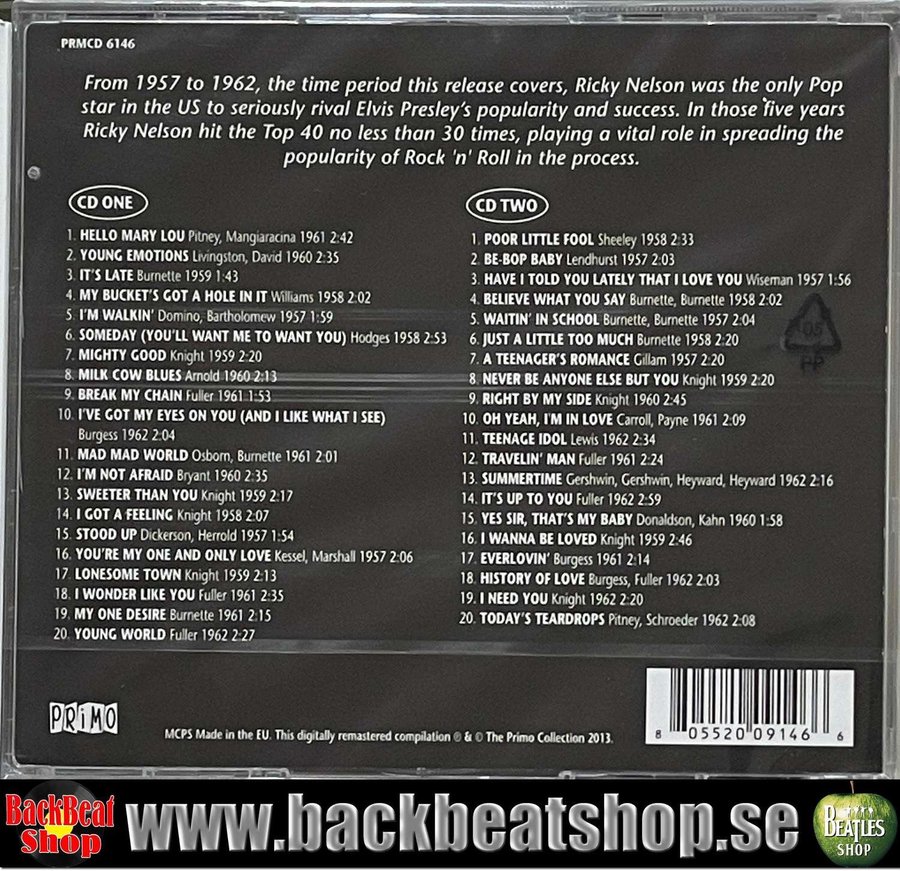 PRMCD 6146
From 1957 to 1962, the time period this release covers, Ricky Nelson was the only Pop
star in the US to seriously rival Elvis Presley's popularity and success. In those five years
Ricky Nelson hit the Top 40 no less than 30 times, playing a vital role in spreading the
popularity of Rock 'n' Roll in the process.
CD ONE
1. HELLO MARY LOU Pitney, Mangiaracina 1961 2:42
2. YOUNG EMOTIONS Livingston, David 1960 2:35
3. IT'S LATE Burnette 1959 1:43
4. MY BUCKET'S GOT A HOLE IN IT Williams 1958 2:02
5. I'M WALKIN' Domino, Bartholomew 1957 1:59
6. SOMEDAY (YOU'LL WANT ME TO WANT YOU) Hodges 1958 2:53
7. MIGHTY GOOD Knight 1959 2:20
8. MILK COW BLUES Arnold 1960 2:13
9. BREAK MY CHAIN Fuller 1961 1:53
10. I'VE GOT MY EYES ON YOU (AND I LIKE WHAT I SEE)
Burgess 1962 2:04
11. MAD MAD WORLD Osborn, Burnette 1961 2:01
12. I'M NOT AFRAID Bryant 1960 2:35
13. SWEETER THAN YOU Knight 1959 2:17
14. I GOT A FEELING Knight 1958 2:07
15. STOOD UP Dickerson, Herrold 1957 1:54
16. YOU'RE MY ONE AND ONLY LOVE Kessel, Marshall 1957 2:06
17. LONESOME TOWN Knight 1959 2:13
18. I WONDER LIKE YOU Fuller 1961 2:35
19. MY ONE DESIRE Burnette 1961 2:15
20. YOUNG WORLD Fuller 1962 2:27
CD TWO
1. POOR LITTLE FOOL Sheeley 1958 2:33
2. BE-BOP BABY Lendhurst 1957 2:03
3. HAVE I TOLD YOU LATELY THAT I LOVE YOU Wiseman 1957 1:56
4. BELIEVE WHAT YOU SAY Burnette, Burnette 1958 2:02
5. WAITIN' IN SCHOOL Burnette, Burnette 1957 2:04
6. JUST A LITTLE TOO MUCH Burnette 1958 2:20
7. A TEENAGER'S ROMANCE Gillam 1957 2:20
8. NEVER BE ANYONE ELSE BUT YOU Knight 1959 2:20
9. RIGHT BY MY SIDE Knight 1960 2:45
10. OH YEAH, I'M IN LOVE Carroll, Payne 1961 2:09
11. TEENAGE IDOL Lewis 1962 2:34
12. TRAVELIN' MAN Fuller 1961 2:24
13. SUMMERTIME Gershwin, Gershwin, Heyward, Heyward 1962 2:16
14. IT'S UP TO YOU Fuller 1962 2:59
15. YES SIR, THAT'S MY BABY Donaldson, Kahn 1960 1:58
16. I WANNA BE LOVED Knight 1959 2:46
17. EVERLOVIN' Burgess 1961 2:14
18. HISTORY OF LOVE Burgess, Fuller 1962 2:03
19. I NEED YOU Knight 1962 2:20
20. TODAY'S TEARDROPS Pitney, Schroeder 1962 2:08
05
PP
PRiMO
MCPS Made in the EU. This digitally remastered compilation ℗ & © The Primo Collection 2013.
8 05520 09146 6
BackBeat
Shop
www.backbeatshop.se
BEATLES
SHOP